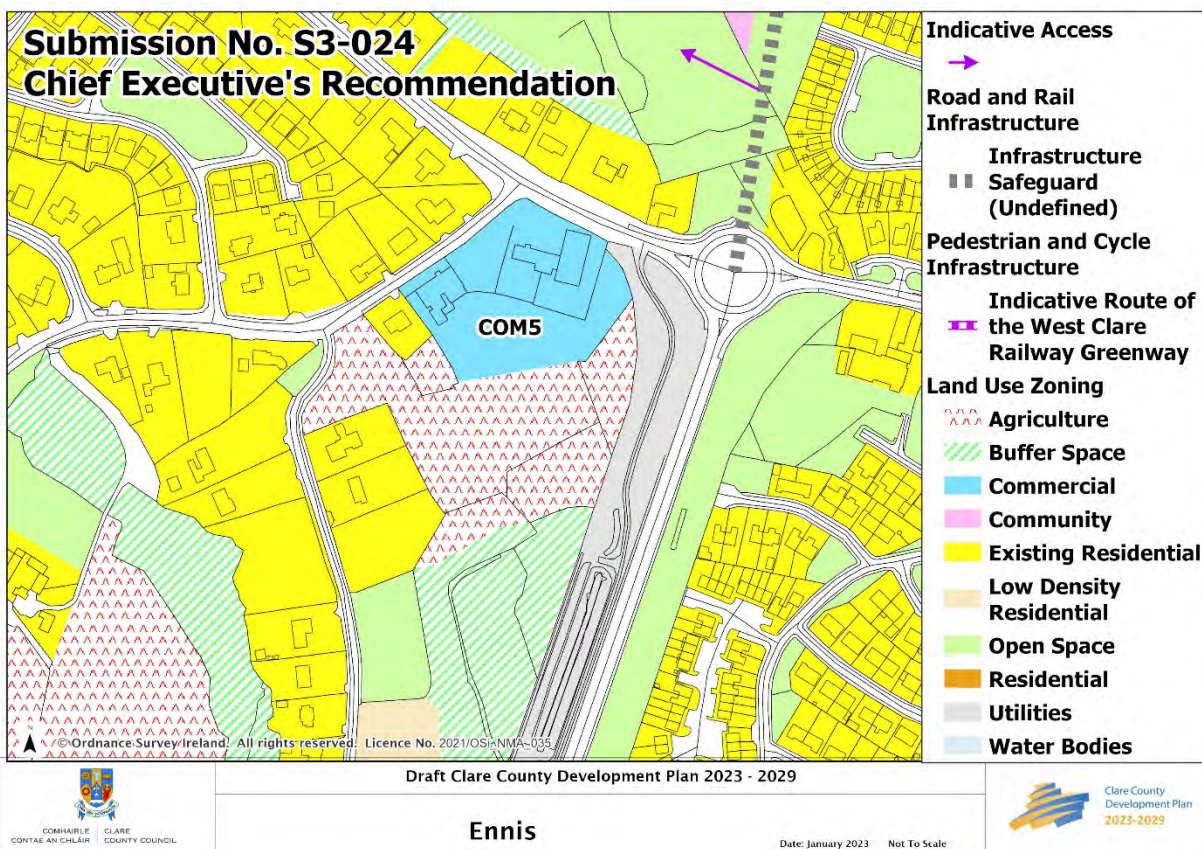 Submission No. S3-024
Chief Executive's Recommendation
COM5
© Ordnance Survey Ireland. All rights reserved. Licence No. 2021/OSi_NMA_035
Indicative Access
Road and Rail
Infrastructure
Infrastructure
Safeguard
(Undefined)
Pedestrian and Cycle
Infrastructure
Indicative Route of
the West Clare
Railway Greenway
Land Use Zoning
Agriculture
Buffer Space
Commercial
Community
Existing Residential
Low Density
Residential
Open Space
Residential
Utilities
Water Bodies
COMHAIRLE
CONTAE AN CHLÁIR
CLARE
COUNTY COUNCIL
Draft Clare County Development Plan 2023 - 2029
Ennis
Date: January 2023 Not To Scale
Clare County
Development Plan
2023-2029